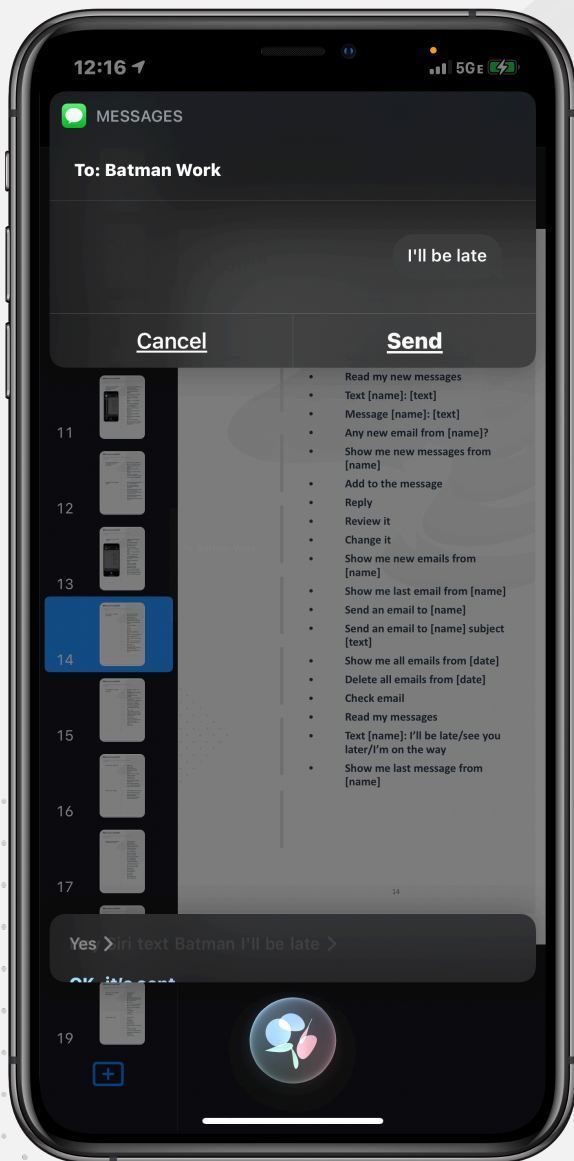 12:16
5GE
MESSAGES
To: Batman Work
I'll be late
Cancel
Send
• Read my new messages
• Text [name]: [text]
• Message [name]: [text]
• Any new email from [name]?
• Show me new messages from
[name]
• Add to the message
• Reply
• Review it
• Change it
• Show me new emails from
[name]
• Show me last email from [name]
• Send an email to [name]
• Send an email to [name] subject
[text]
• Show me all emails from [date]
• Delete all emails from [date]
• Check email
• Read my messages
• Text [name]: I'll be late/see you
later/I'm on the way
• Show me last message from
[name]
14
11
12
13
14
15
16
17
19
Yes >
Siri text Batman I'll be late >
OK, it's sent